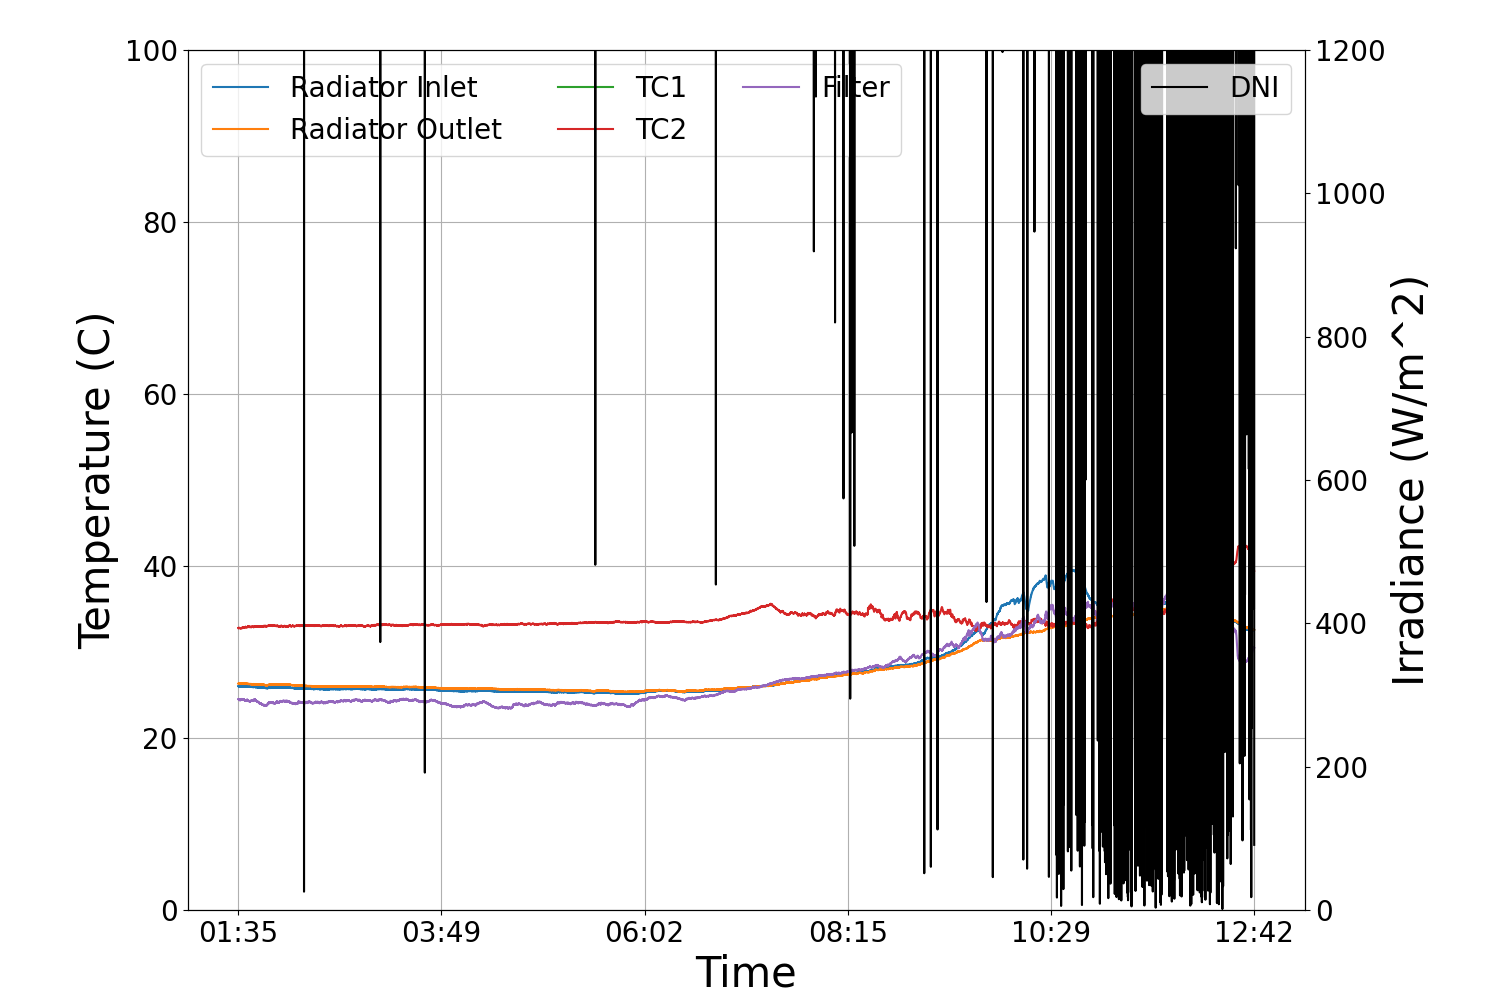 100
80
60
40
20
0
Temperature (C)
Radiator Inlet
Radiator Outlet
TC1
TC2
Filter
DNI
1200
1000
800
600
400
200
0
Irradiance (W/m^2)
01:35 03:49 06:02 08:15 10:29 12:42
Time